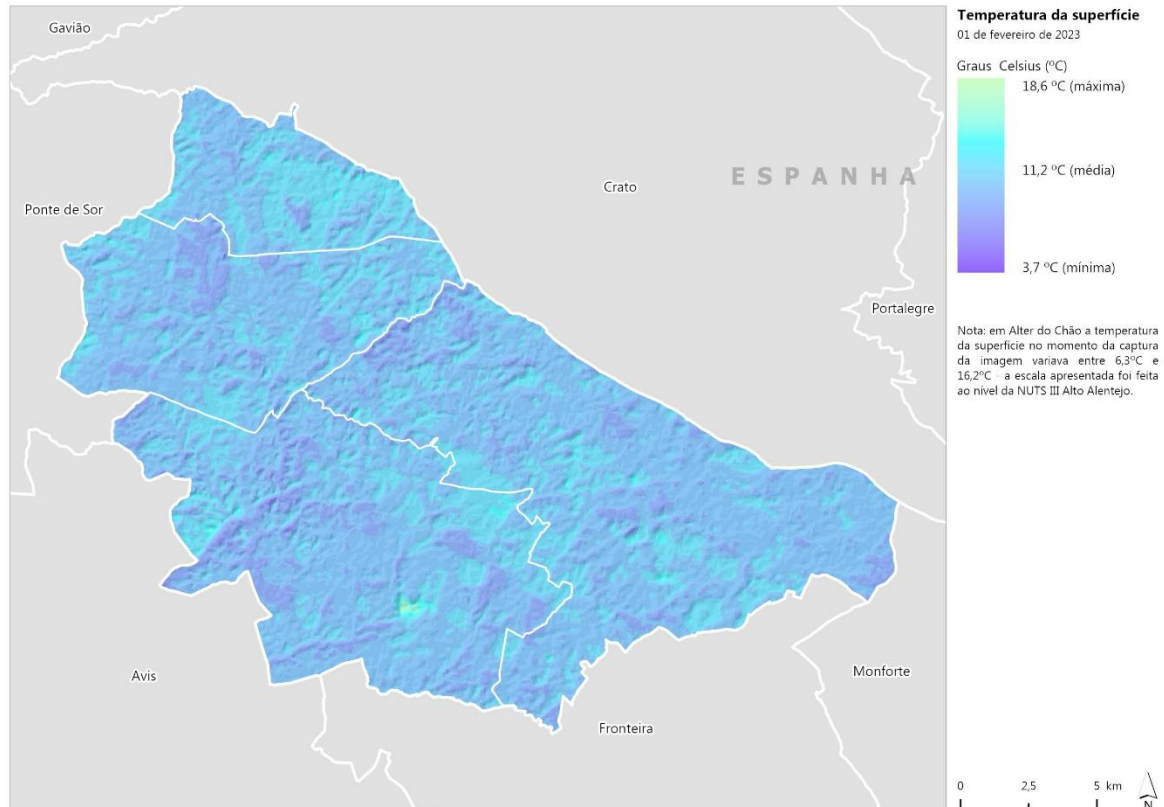 Gavião
Ponte de Sor
Crato
ESPANHA
Portalegre
Avis
Monforte
Fronteira
Temperatura da superfície
01 de fevereiro de 2023
Graus Celsius (ºC)
18,6 ºC (máxima)
11,2 ºC (média)
3,7 ºC (mínima)
Nota: em Alter do Chão a temperatura
da superfície no momento da captura
da imagem variava entre 6,3ºC e
16,2ºC - a escala apresentada foi feita
ao nível da NUTS III Alto Alentejo.
0 2,5 5 km
N